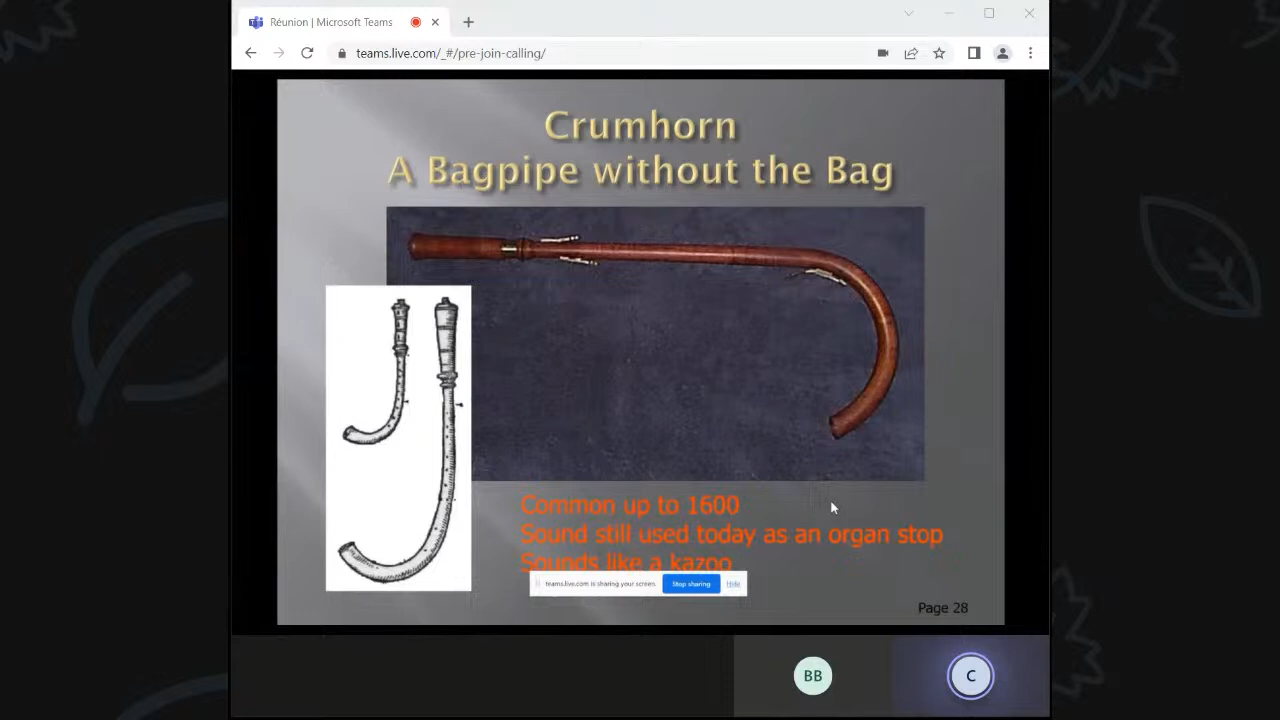 Réunion | Microsoft Teams
teams.live.com/_#/pre-join-calling/
Crumhorn
A Bagpipe without the Bag
Common up to 1600
Sound still used today as an organ stop
Sounds like a kazoo
teams.live.com is sharing your screen.
Stop sharing
Hide
Page 28
BB
C